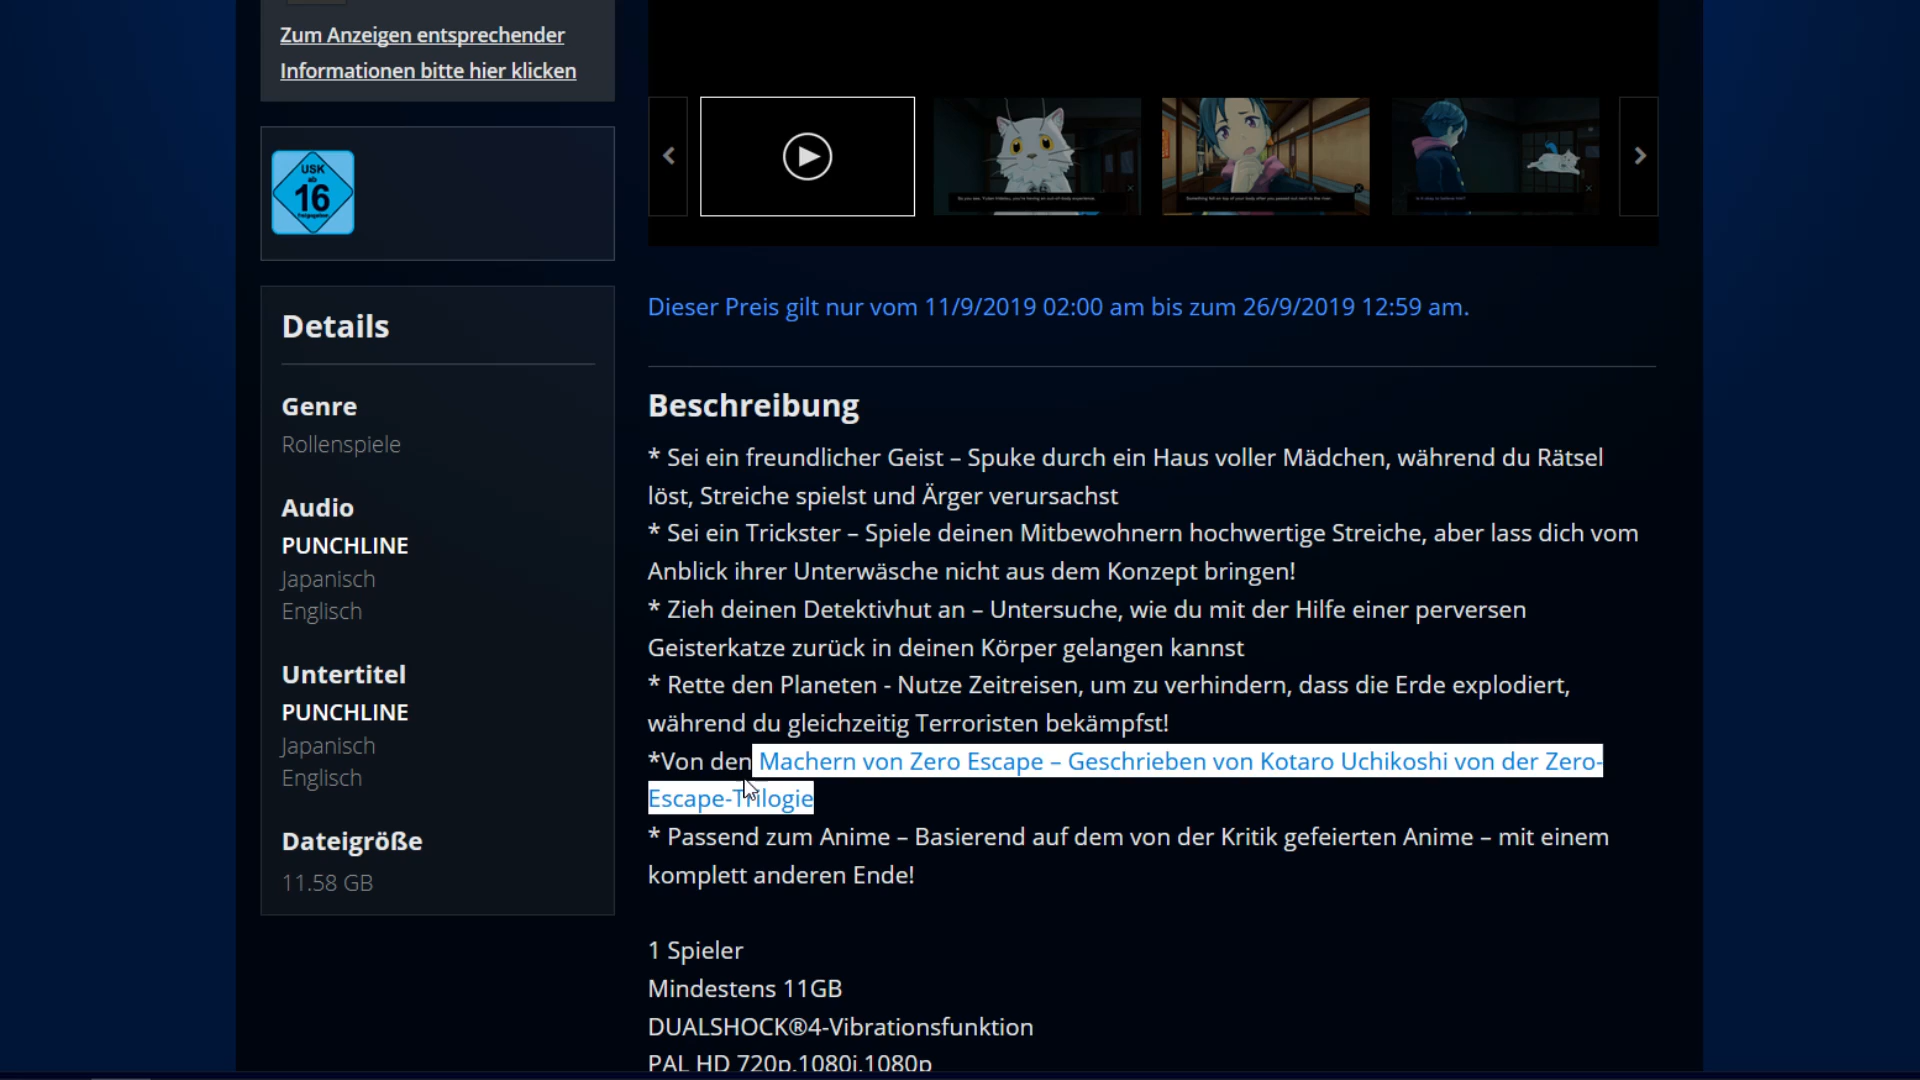 Zum Anzeigen entsprechender
Informationen bitte hier klicken
USK
ab
16
freigegeben
Details
Genre
Rollenspiele
Audio
PUNCHLINE
Japanisch
Englisch
Untertitel
PUNCHLINE
Japanisch
Englisch
Dateigröße
11.58 GB
Dieser Preis gilt nur vom 11/9/2019 02:00 am bis zum 26/9/2019 12:59 am.
Beschreibung
* Sei ein freundlicher Geist – Spuke durch ein Haus voller Mädchen, während du Rätsel
löst, Streiche spielst und Ärger verursachst
* Sei ein Trickster – Spiele deinen Mitbewohnern hochwertige Streiche, aber lass dich vom
Anblick ihrer Unterwäsche nicht aus dem Konzept bringen!
* Zieh deinen Detektivhut an – Untersuche, wie du mit der Hilfe einer perversen
Geisterkatze zurück in deinen Körper gelangen kannst
* Rette den Planeten - Nutze Zeitreisen, um zu verhindern, dass die Erde explodiert,
während du gleichzeitig Terroristen bekämpfst!
*Von den Machern von Zero Escape – Geschrieben von Kotaro Uchikoshi von der Zero-
Escape-Trilogie
* Passend zum Anime – Basierend auf dem von der Kritik gefeierten Anime – mit einem
komplett anderen Ende!
1 Spieler
Mindestens 11GB
DUALSHOCK®4-Vibrationsfunktion
PAL HD 720p,1080i,1080p